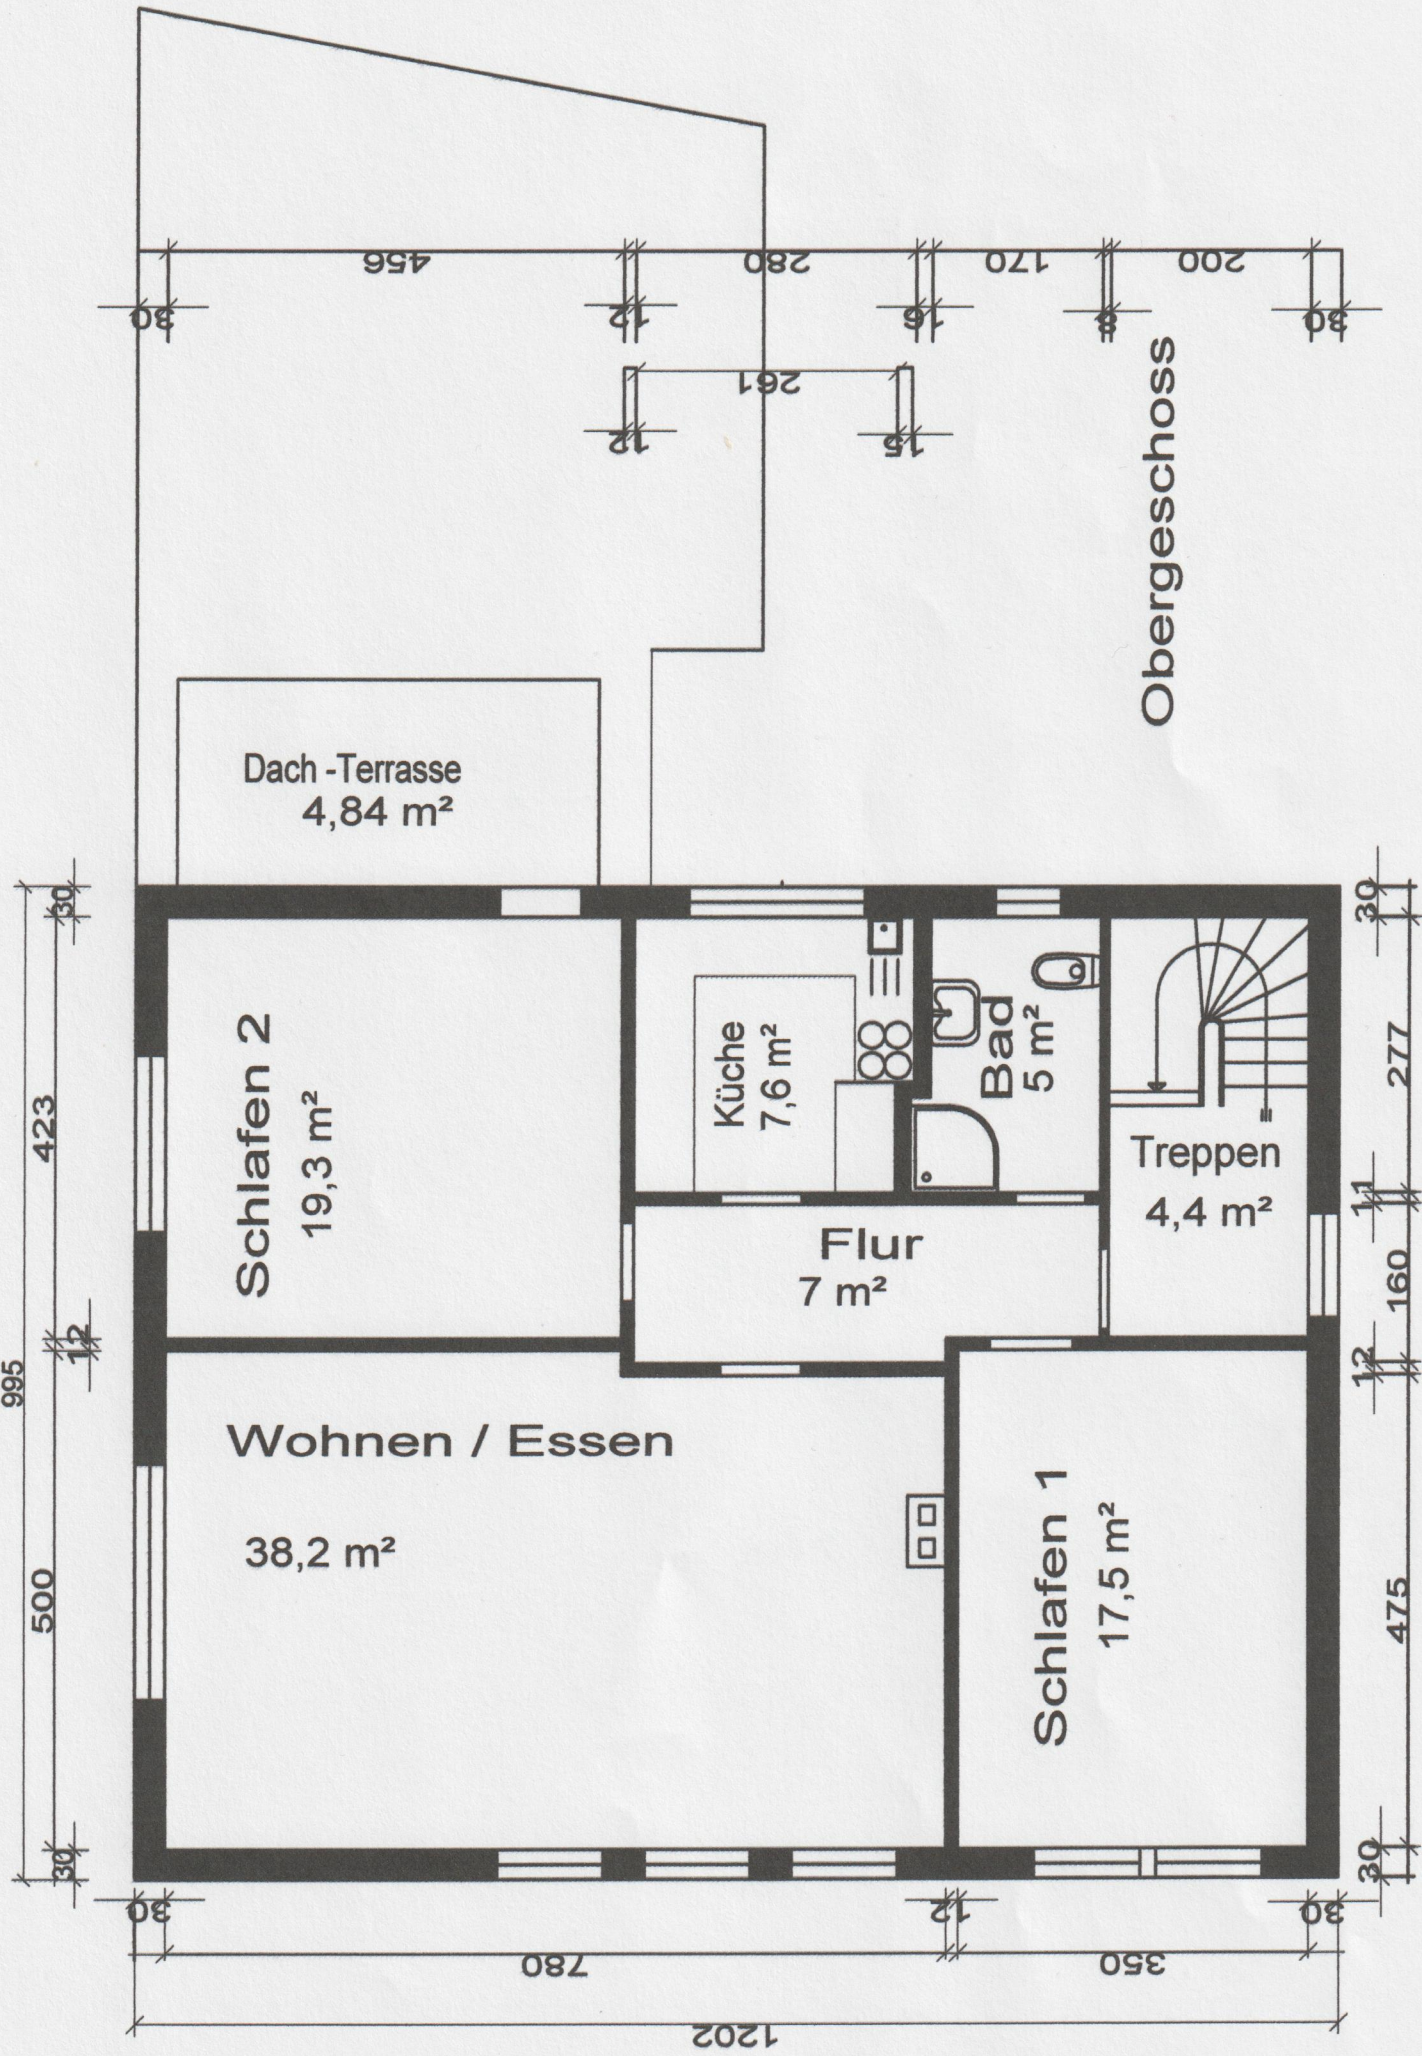 456
280
170
200
30
12
16
8
30
261
12
15
Obergeschoss
Dach -Terrasse
4,84 m²
30
423
12
995
500
30
30
277
11
160
12
475
30
Schlafen 2
19,3 m²
Küche
7,6 m²
Bad
5 m²
Treppen
4,4 m²
Flur
7 m²
Wohnen / Essen
38,2 m²
Schlafen 1
17,5 m²
30
12
30
780
350
1202